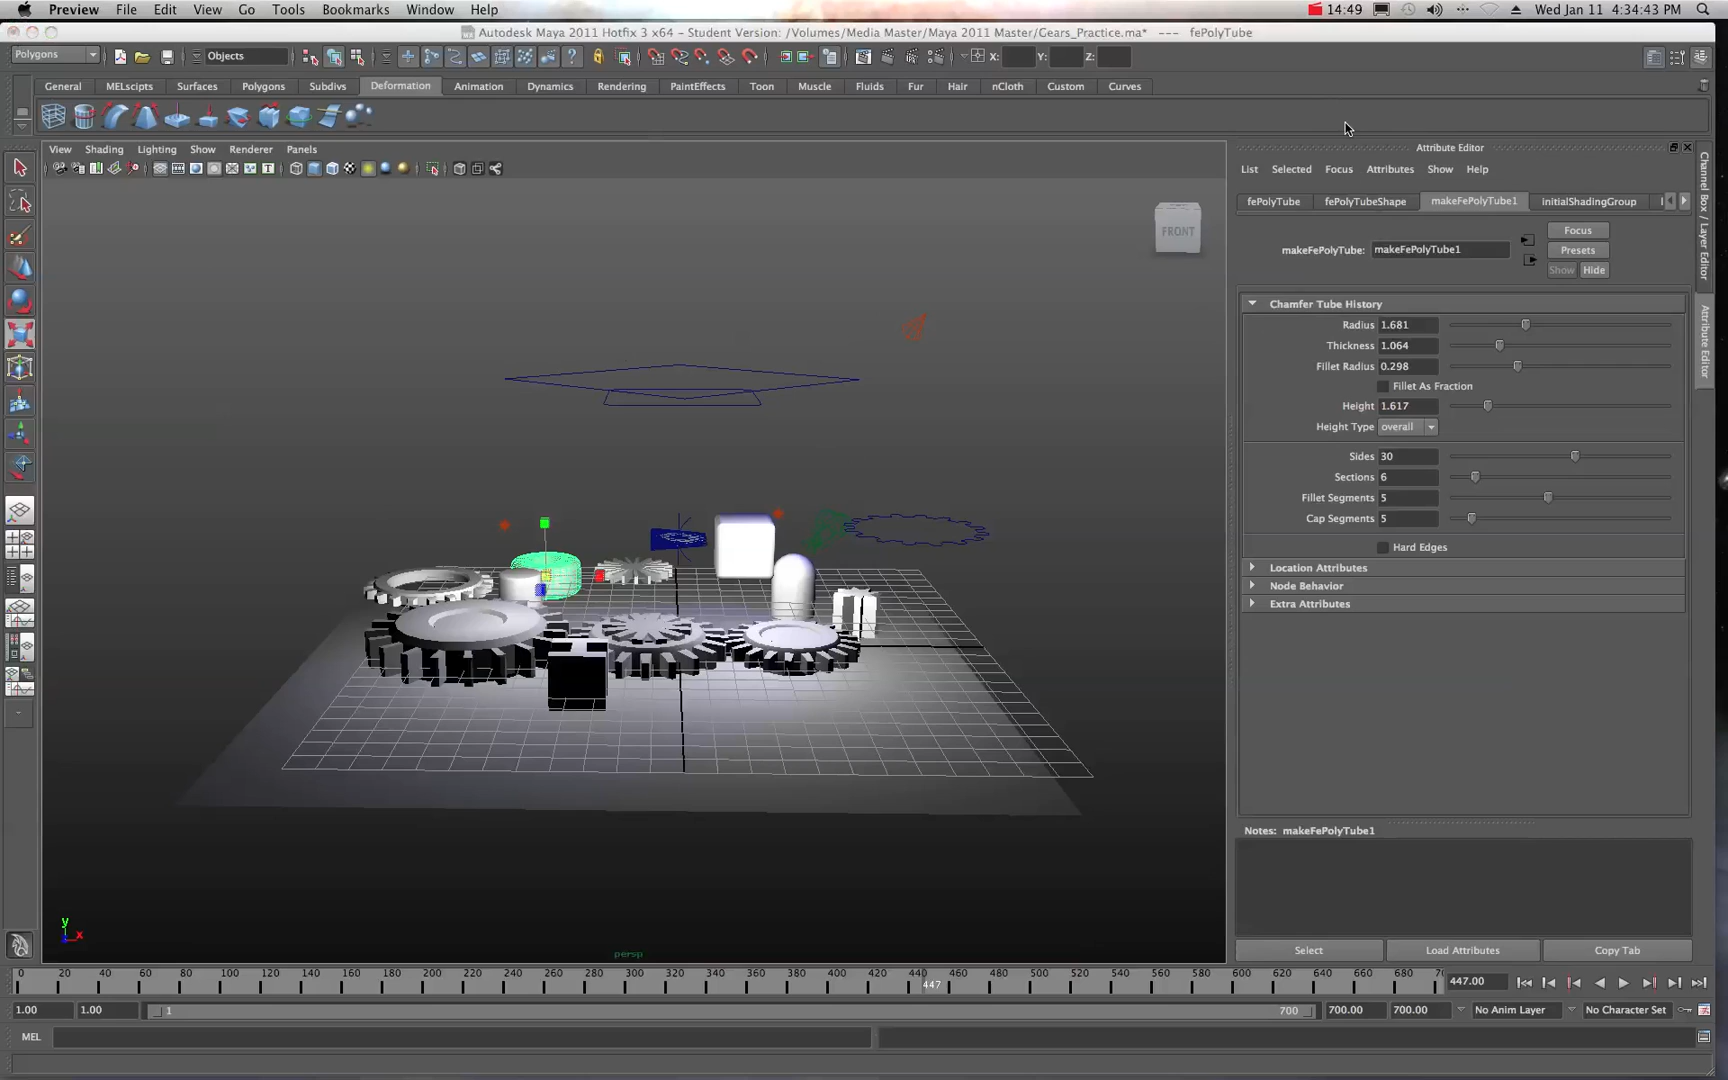 Preview File Edit View Go Tools Bookmarks Window Help 14:49 Wed Jan 11 4:34:43 PM
Autodesk Maya 2011 Hotfix 3 x64 - Student Version: /Volumes/Media Master/Maya 2011 Master/Gears_Practice.ma* --- fePolyTube
Polygons Objects X: Y: Z:
General MELscipts Surfaces Polygons Subdivs Deformation Animation Dynamics Rendering PaintEffects Toon Muscle Fluids Fur Hair nCloth Custom Curves
View Shading Lighting Show Renderer Panels
FRONT
persp
y
x
Attribute Editor
List Selected Focus Attributes Show Help
fePolyTube fePolyTubeShape makeFePolyTube1 initialShadingGroup
Focus
makeFePolyTube: makeFePolyTube1 Presets
Show Hide
Chamfer Tube History
Radius 1.681
Thickness 1.064
Fillet Radius 0.298
Fillet As Fraction
Height 1.617
Height Type overall
Sides 30
Sections 6
Fillet Segments 5
Cap Segments 5
Hard Edges
Location Attributes
Node Behavior
Extra Attributes
Notes: makeFePolyTube1
Select Load Attributes Copy Tab
Channel Box / Layer Editor
Attribute Editor
0 20 40 60 80 100 120 140 160 180 200 220 240 260 280 300 320 340 360 380 400 420 440 460 480 500 520 540 560 580 600 620 640 660 680 447 447.00
1.00 1.00 1 700 700.00 700.00 No Anim Layer No Character Set
MEL